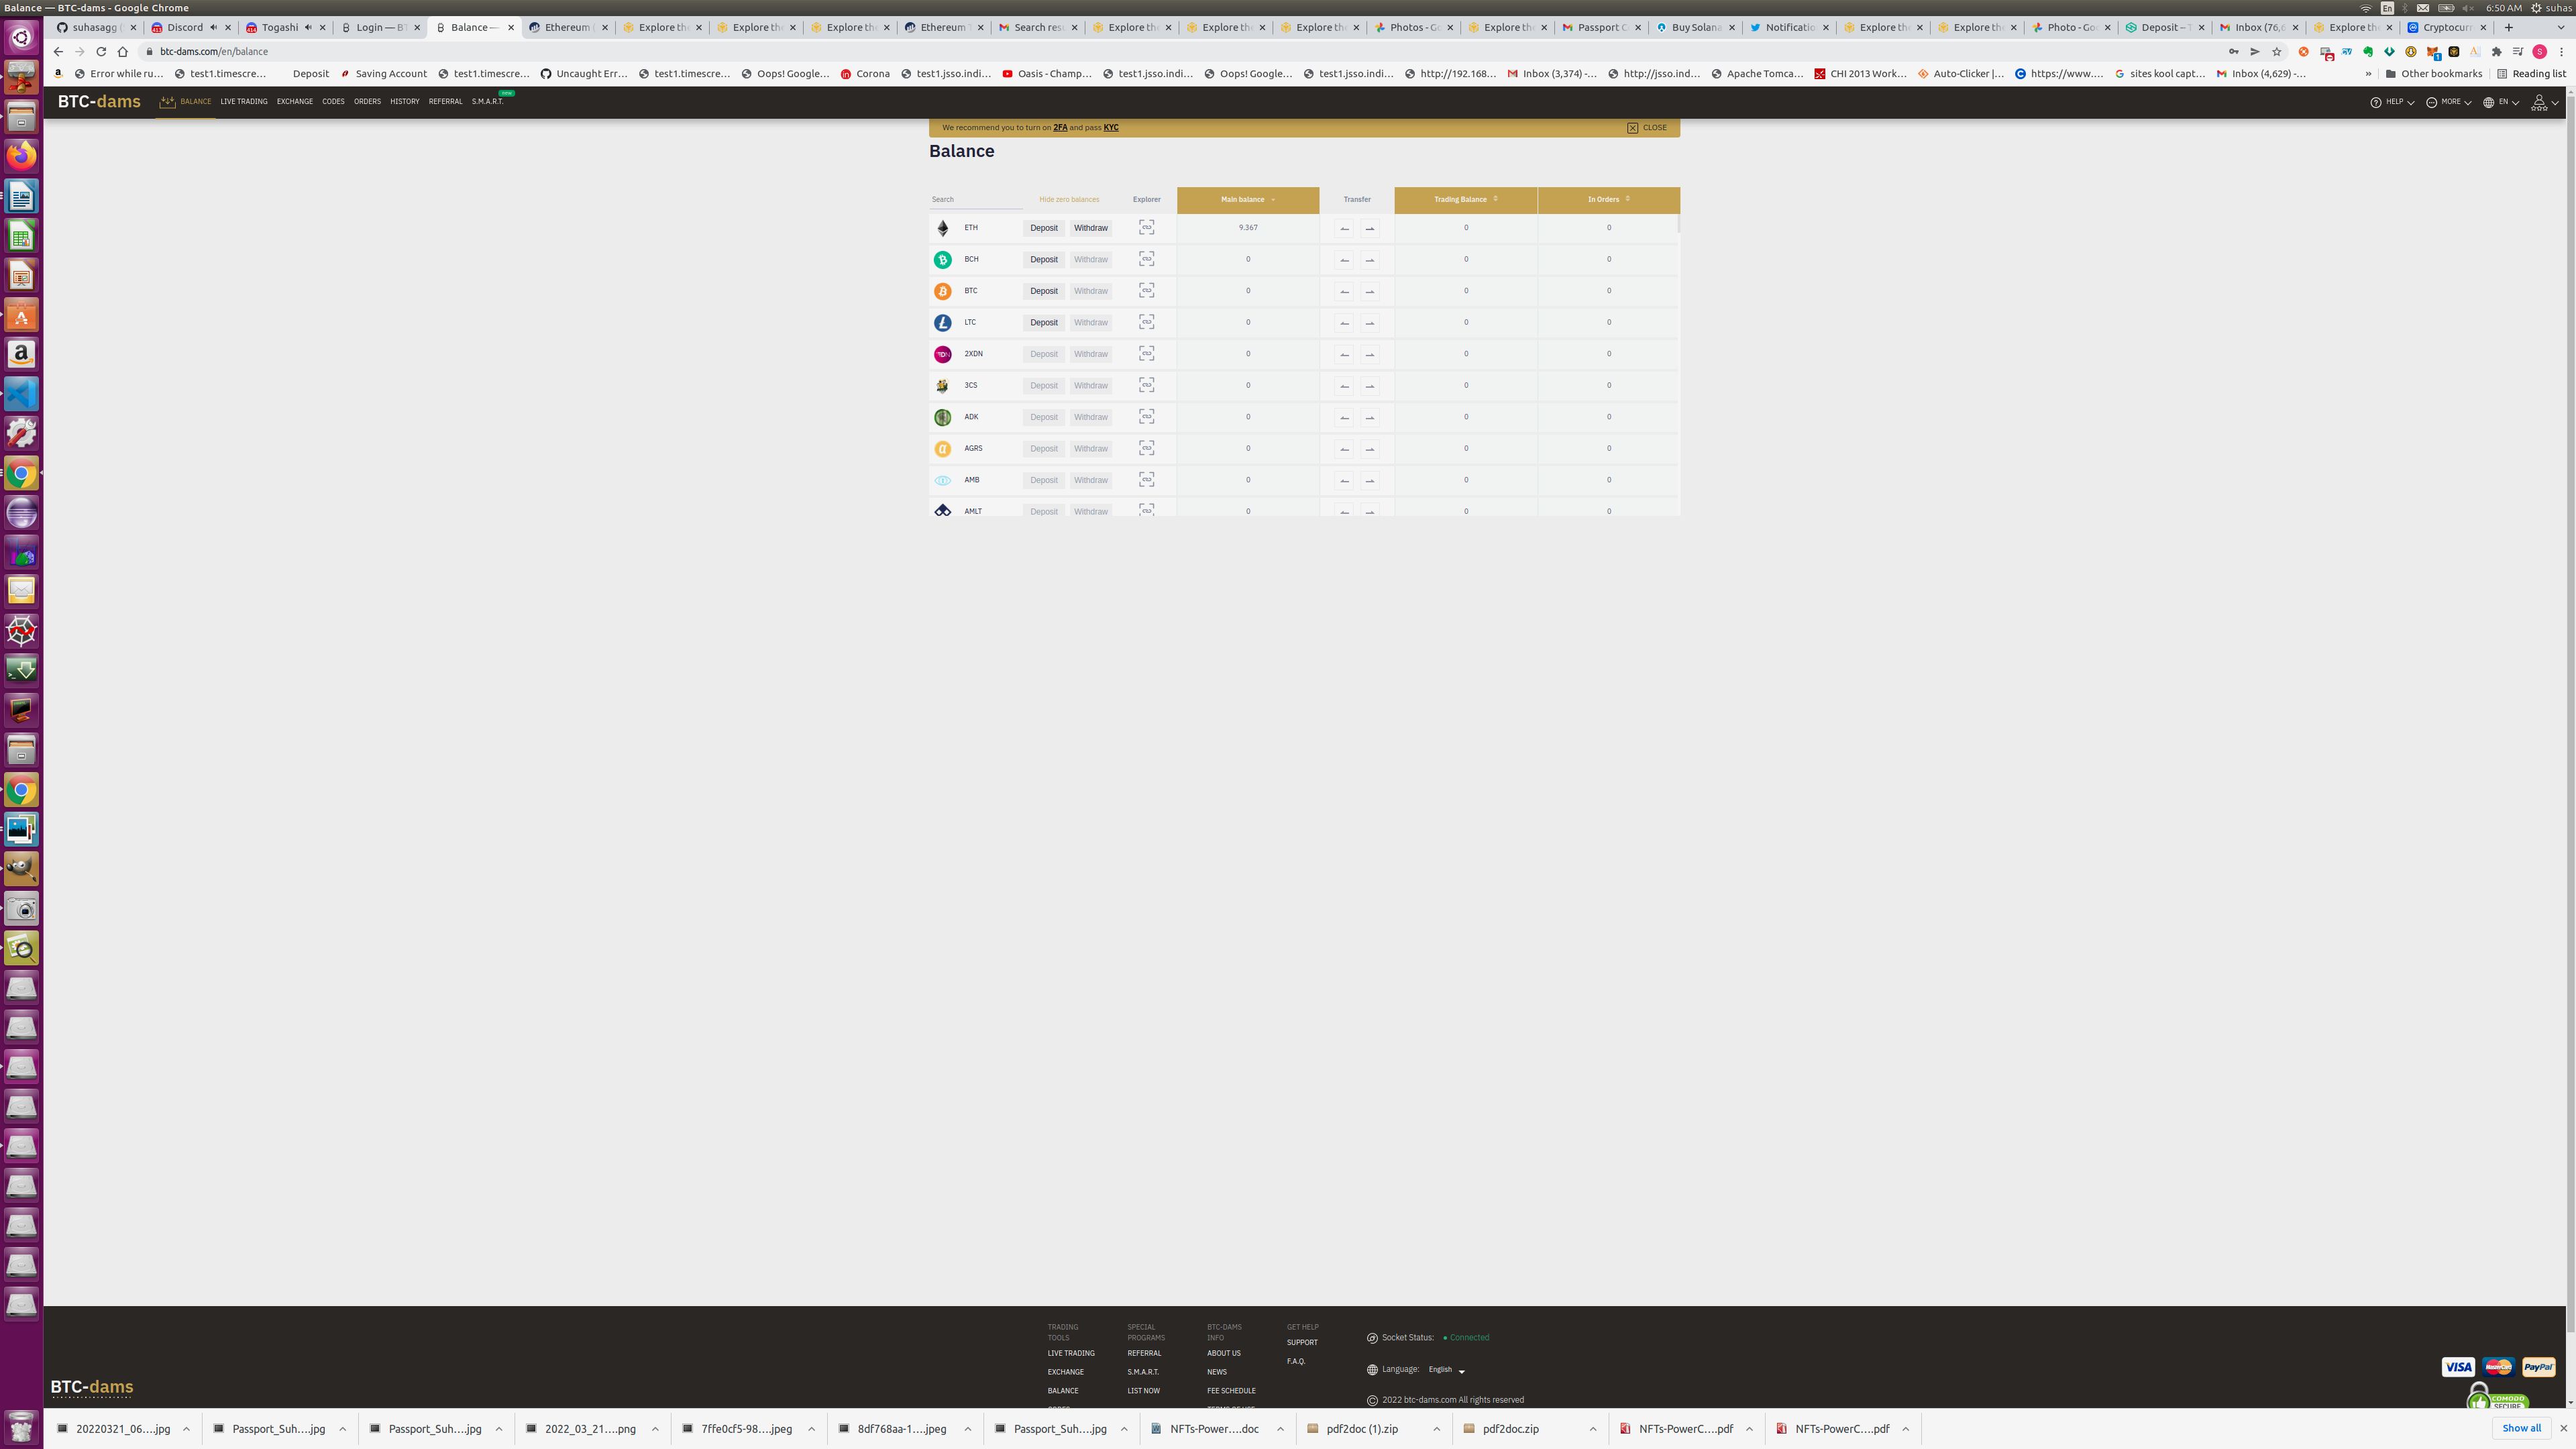 Balance — BTC-dams - Google Chrome
En
6:50 AM suhas
suhasagg (
Discord
Togashi
Login — BT
Balance —
Ethereum (
Explore the
Explore the
Explore the
Ethereum T
Search res
Explore the
Explore the
Explore the
Photos - Go
Explore the
Passport Co
Buy Solana
Notificatio
Explore the
Explore the
Photo - Goo
Deposit – T
Inbox (76,6
Explore the
Cryptocurr
btc-dams.com/en/balance
Error while ru…
test1.timescre…
Deposit
Saving Account
test1.timescre…
Uncaught Err…
test1.timescre…
Oops! Google…
Corona
test1.jsso.indi…
Oasis - Champ…
test1.jsso.indi…
Oops! Google…
test1.jsso.indi…
http://192.168…
Inbox (3,374) -…
http://jsso.ind…
Apache Tomca…
CHI 2013 Work…
Auto-Clicker |…
https://www.…
sites kool capt…
Inbox (4,629) -…
»
Other bookmarks
Reading list
BTC-dams
BALANCE LIVE TRADING EXCHANGE CODES ORDERS HISTORY REFERRAL S.M.A.R.T. new
HELP MORE EN
We recommend you to turn on 2FA and pass KYC CLOSE
Balance
Search Hide zero balances Explorer Main balance Transfer Trading Balance In Orders
ETH Deposit Withdraw 9.367 0 0
BCH Deposit Withdraw 0 0 0
BTC Deposit Withdraw 0 0 0
LTC Deposit Withdraw 0 0 0
2XDN Deposit Withdraw 0 0 0
3CS Deposit Withdraw 0 0 0
ADK Deposit Withdraw 0 0 0
AGRS Deposit Withdraw 0 0 0
AMB Deposit Withdraw 0 0 0
AMLT Deposit Withdraw 0 0 0
BTC-dams
TRADING
TOOLS
LIVE TRADING
EXCHANGE
BALANCE
SPECIAL
PROGRAMS
REFERRAL
S.M.A.R.T.
LIST NOW
BTC-DAMS
INFO
ABOUT US
NEWS
FEE SCHEDULE
GET HELP
SUPPORT
F.A.Q.
Socket Status: Connected
Language: English
© 2022 btc-dams.com All rights reserved
VISA MasterCard PayPal
COMODO
SECURE
20220321_06….jpg
Passport_Suh….jpg
Passport_Suh….jpg
2022_03_21….png
7ffe0cf5-98….jpeg
8df768aa-1….jpeg
Passport_Suh….jpg
NFTs-Power….doc
pdf2doc (1).zip
pdf2doc.zip
NFTs-PowerC….pdf
NFTs-PowerC….pdf
Show all